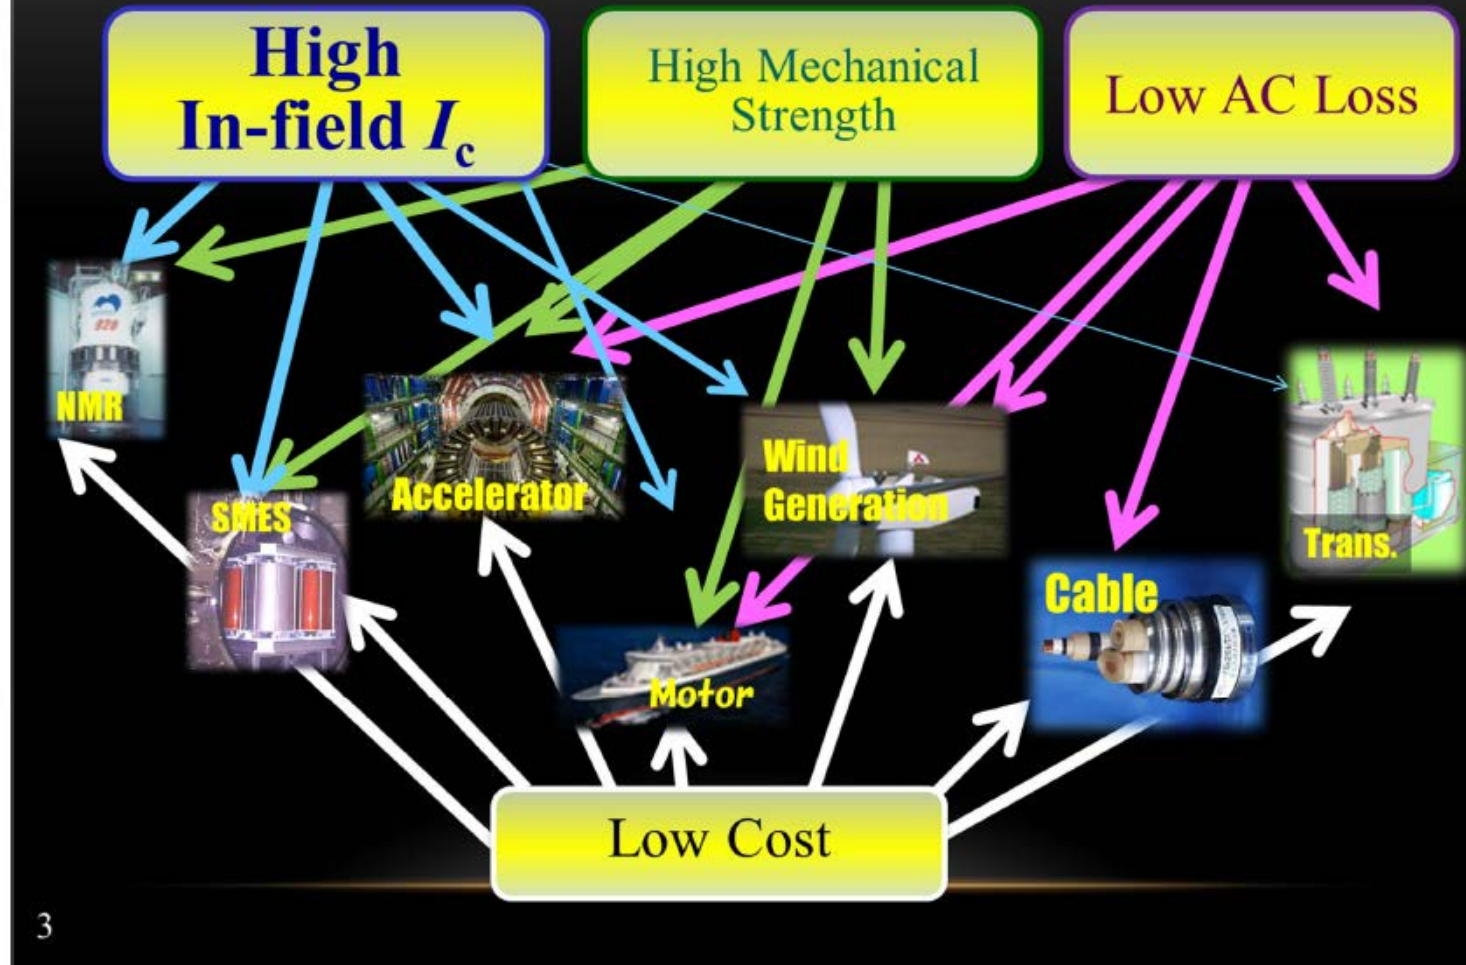 High
In-field Ic
High Mechanical
Strength
Low AC Loss
920
NMR
SMES
Accelerator
Wind
Generation
Motor
Cable
Trans.
Low Cost
3